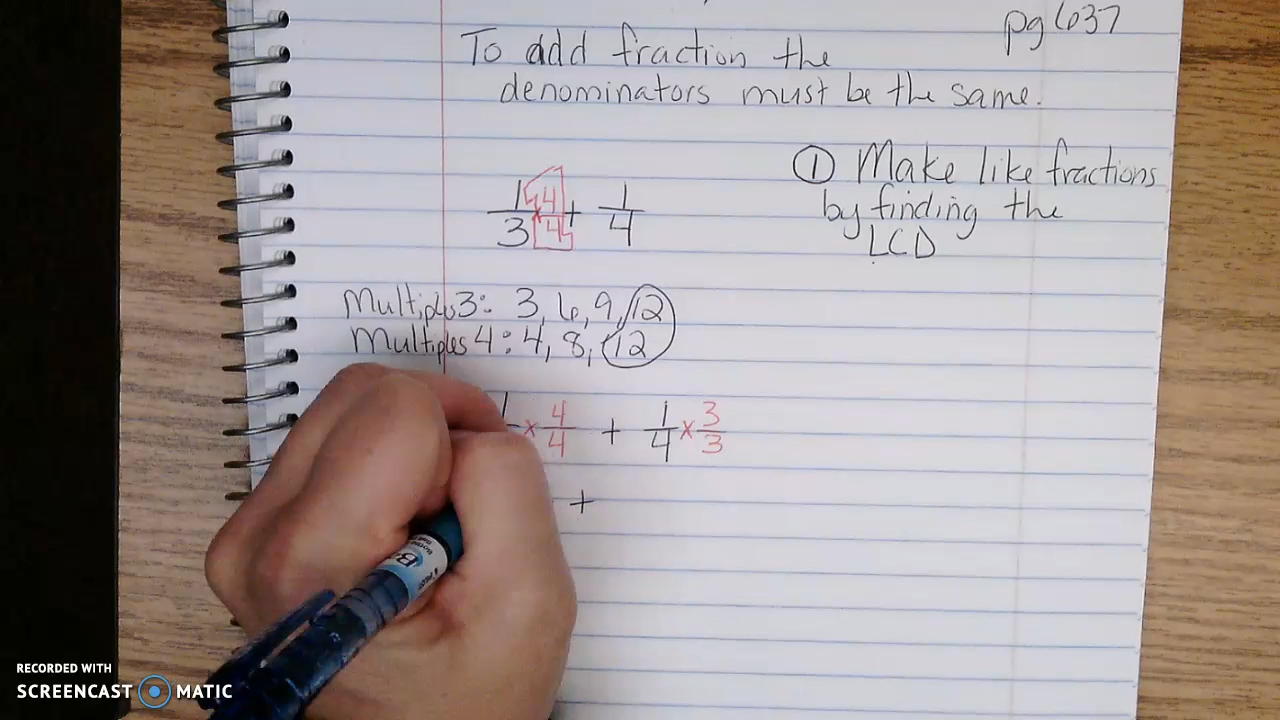 pg 637
To add fraction the
denominators must be the same.
① Make like fractions
by finding the
LCD
1/3 × 4/4 + 1/4
Multiples 3: 3, 6, 9, 12
Multiples 4: 4, 8, 12
1 × 4/4 + 1/4 × 3/3
+
RECORDED WITH
SCREENCAST MATIC